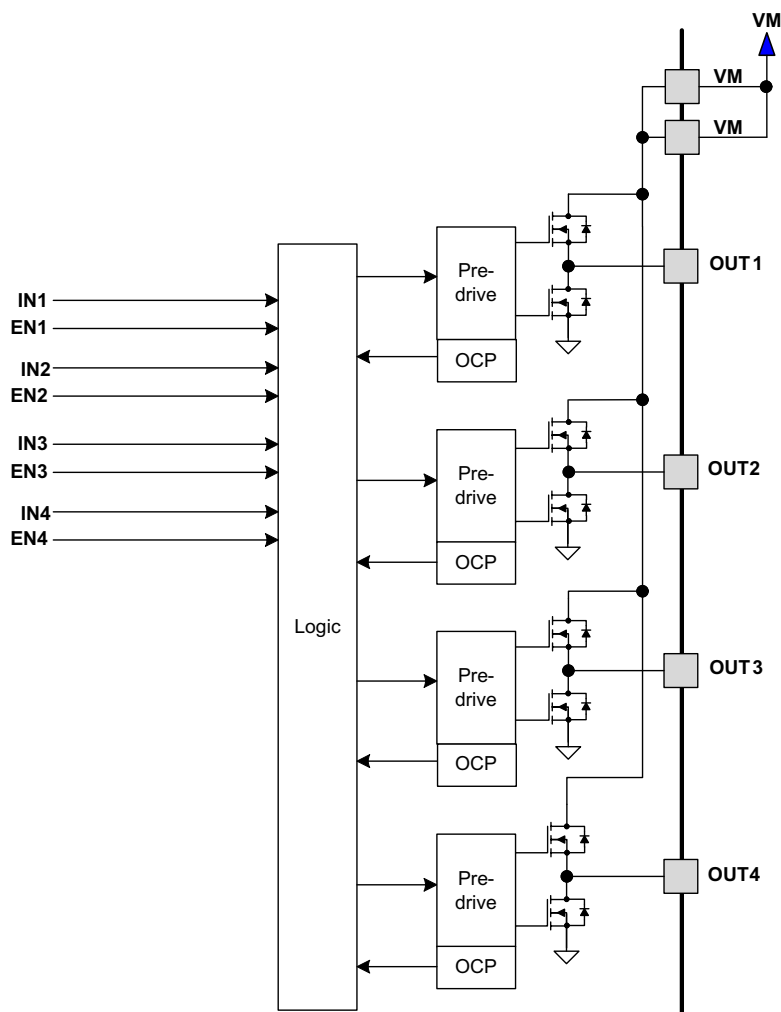 VM
VM
VM
OUT1
Pre-
drive
OCP
IN1
EN1
IN2
EN2
IN3
EN3
IN4
EN4
OUT2
Pre-
drive
OCP
Logic
OUT3
Pre-
drive
OCP
OUT4
Pre-
drive
OCP